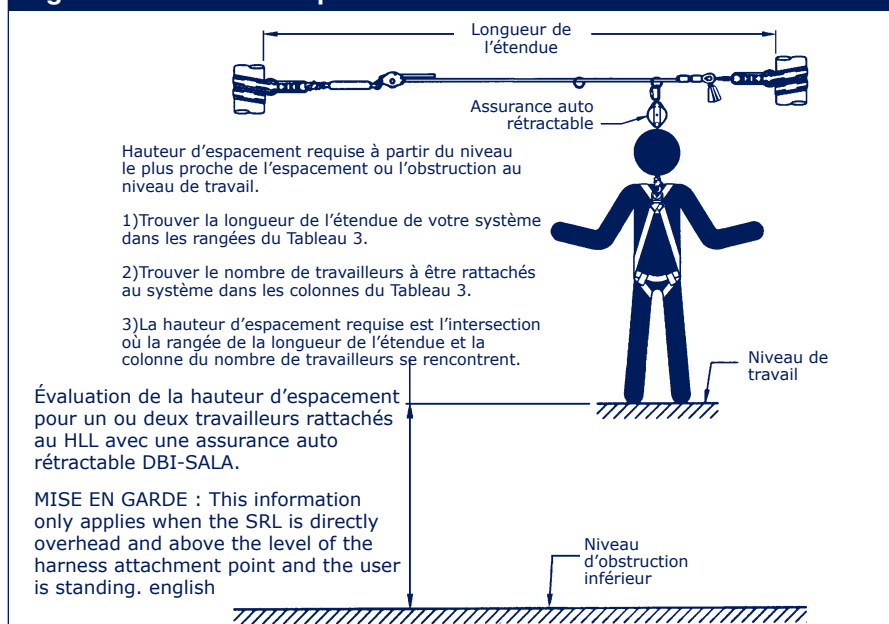 Longueur de
l'étendue
Assurance auto
rétractable
Hauteur d'espacement requise à partir du niveau
le plus proche de l'espacement ou l'obstruction au
niveau de travail.
1)Trouver la longueur de l'étendue de votre système
dans les rangées du Tableau 3.
2)Trouver le nombre de travailleurs à être rattachés
au système dans les colonnes du Tableau 3.
3)La hauteur d'espacement requise est l'intersection
où la rangée de la longueur de l'étendue et la
colonne du nombre de travailleurs se rencontrent.
Niveau de
travail
Évaluation de la hauteur d'espacement
pour un ou deux travailleurs rattachés
au HLL avec une assurance auto
rétractable DBI-SALA.
MISE EN GARDE : This information
only applies when the SRL is directly
overhead and above the level of the
harness attachment point and the user
is standing. english
Niveau
d'obstruction
inférieur